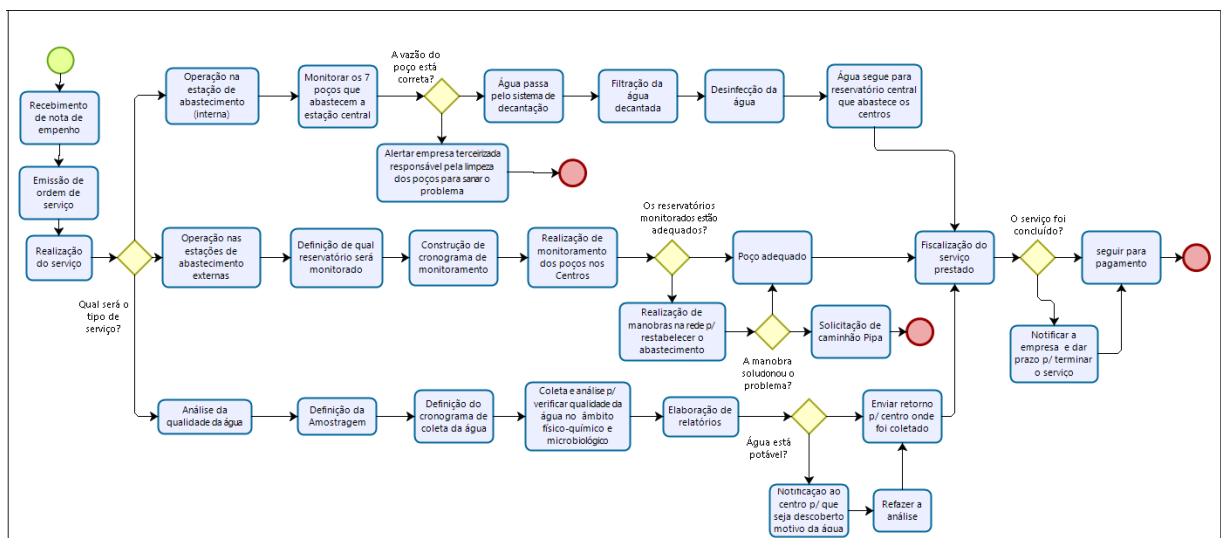 Recebimento
de nota de
empenho
Emissão de
ordem de
serviço
Realização
do serviço
Qual será o
tipo de
serviço?
Operação na
estação de
abastecimento
(interna)
Monitorar os 7
poços que
abastecem a
estação central
A vazão do
poço está
correta?
Água passa
pelo sistema de
decantação
Filtração da
água
decantada
Desinfecção da
água
Água segue para
reservatório central
que abastece os
centros
Alertar empresa terceirizada
responsável pela limpeza
dos poços para sanar o
problema
Operação nas
estações de
abastecimento
externas
Definição de qual
reservatório será
monitorado
Construção de
cronograma de
monitoramento
Realização de
monitoramento
dos poços nos
Centros
Os reservatórios
monitorados estão
adequados?
Poço adequado
Realização de
manobras na rede p/
restabelecer o
abastecimento
A manobra
soludonou o
problema?
Solicitação de
caminhão Pipa
Fiscalização do
serviço
prestado
O serviço foi
concluído?
seguir para
pagamento
Notificar a
empresa e dar
prazo p/ terminar
o serviço
Análise da
qualidade da água
Definição da
Amostragem
Definição do
cronograma de
coleta da água
Coleta e análise p/
verificar qualidade da
água no âmbito
físico-químico e
microbiológico
Elaboração de
relatórios
Água está
potável?
Enviar retorno
p/ centro onde
foi coletado
Notificação ao
centro p/ que
seja descoberto
motivo da água
Refazer a
análise